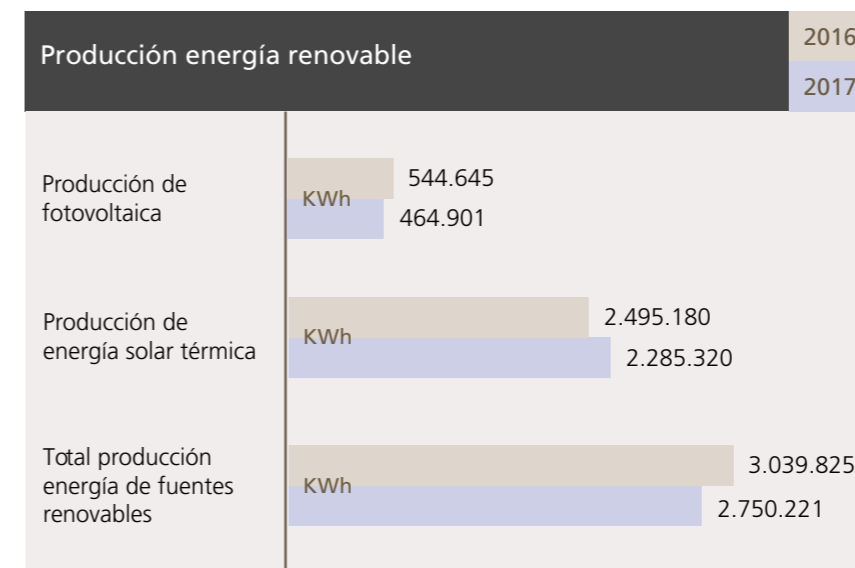 Producción energía renovable
2016
2017
Producción de
fotovoltaica
KWh
544.645
464.901
Producción de
energía solar térmica
KWh
2.495.180
2.285.320
Total producción
energía de fuentes
renovables
KWh
3.039.825
2.750.221